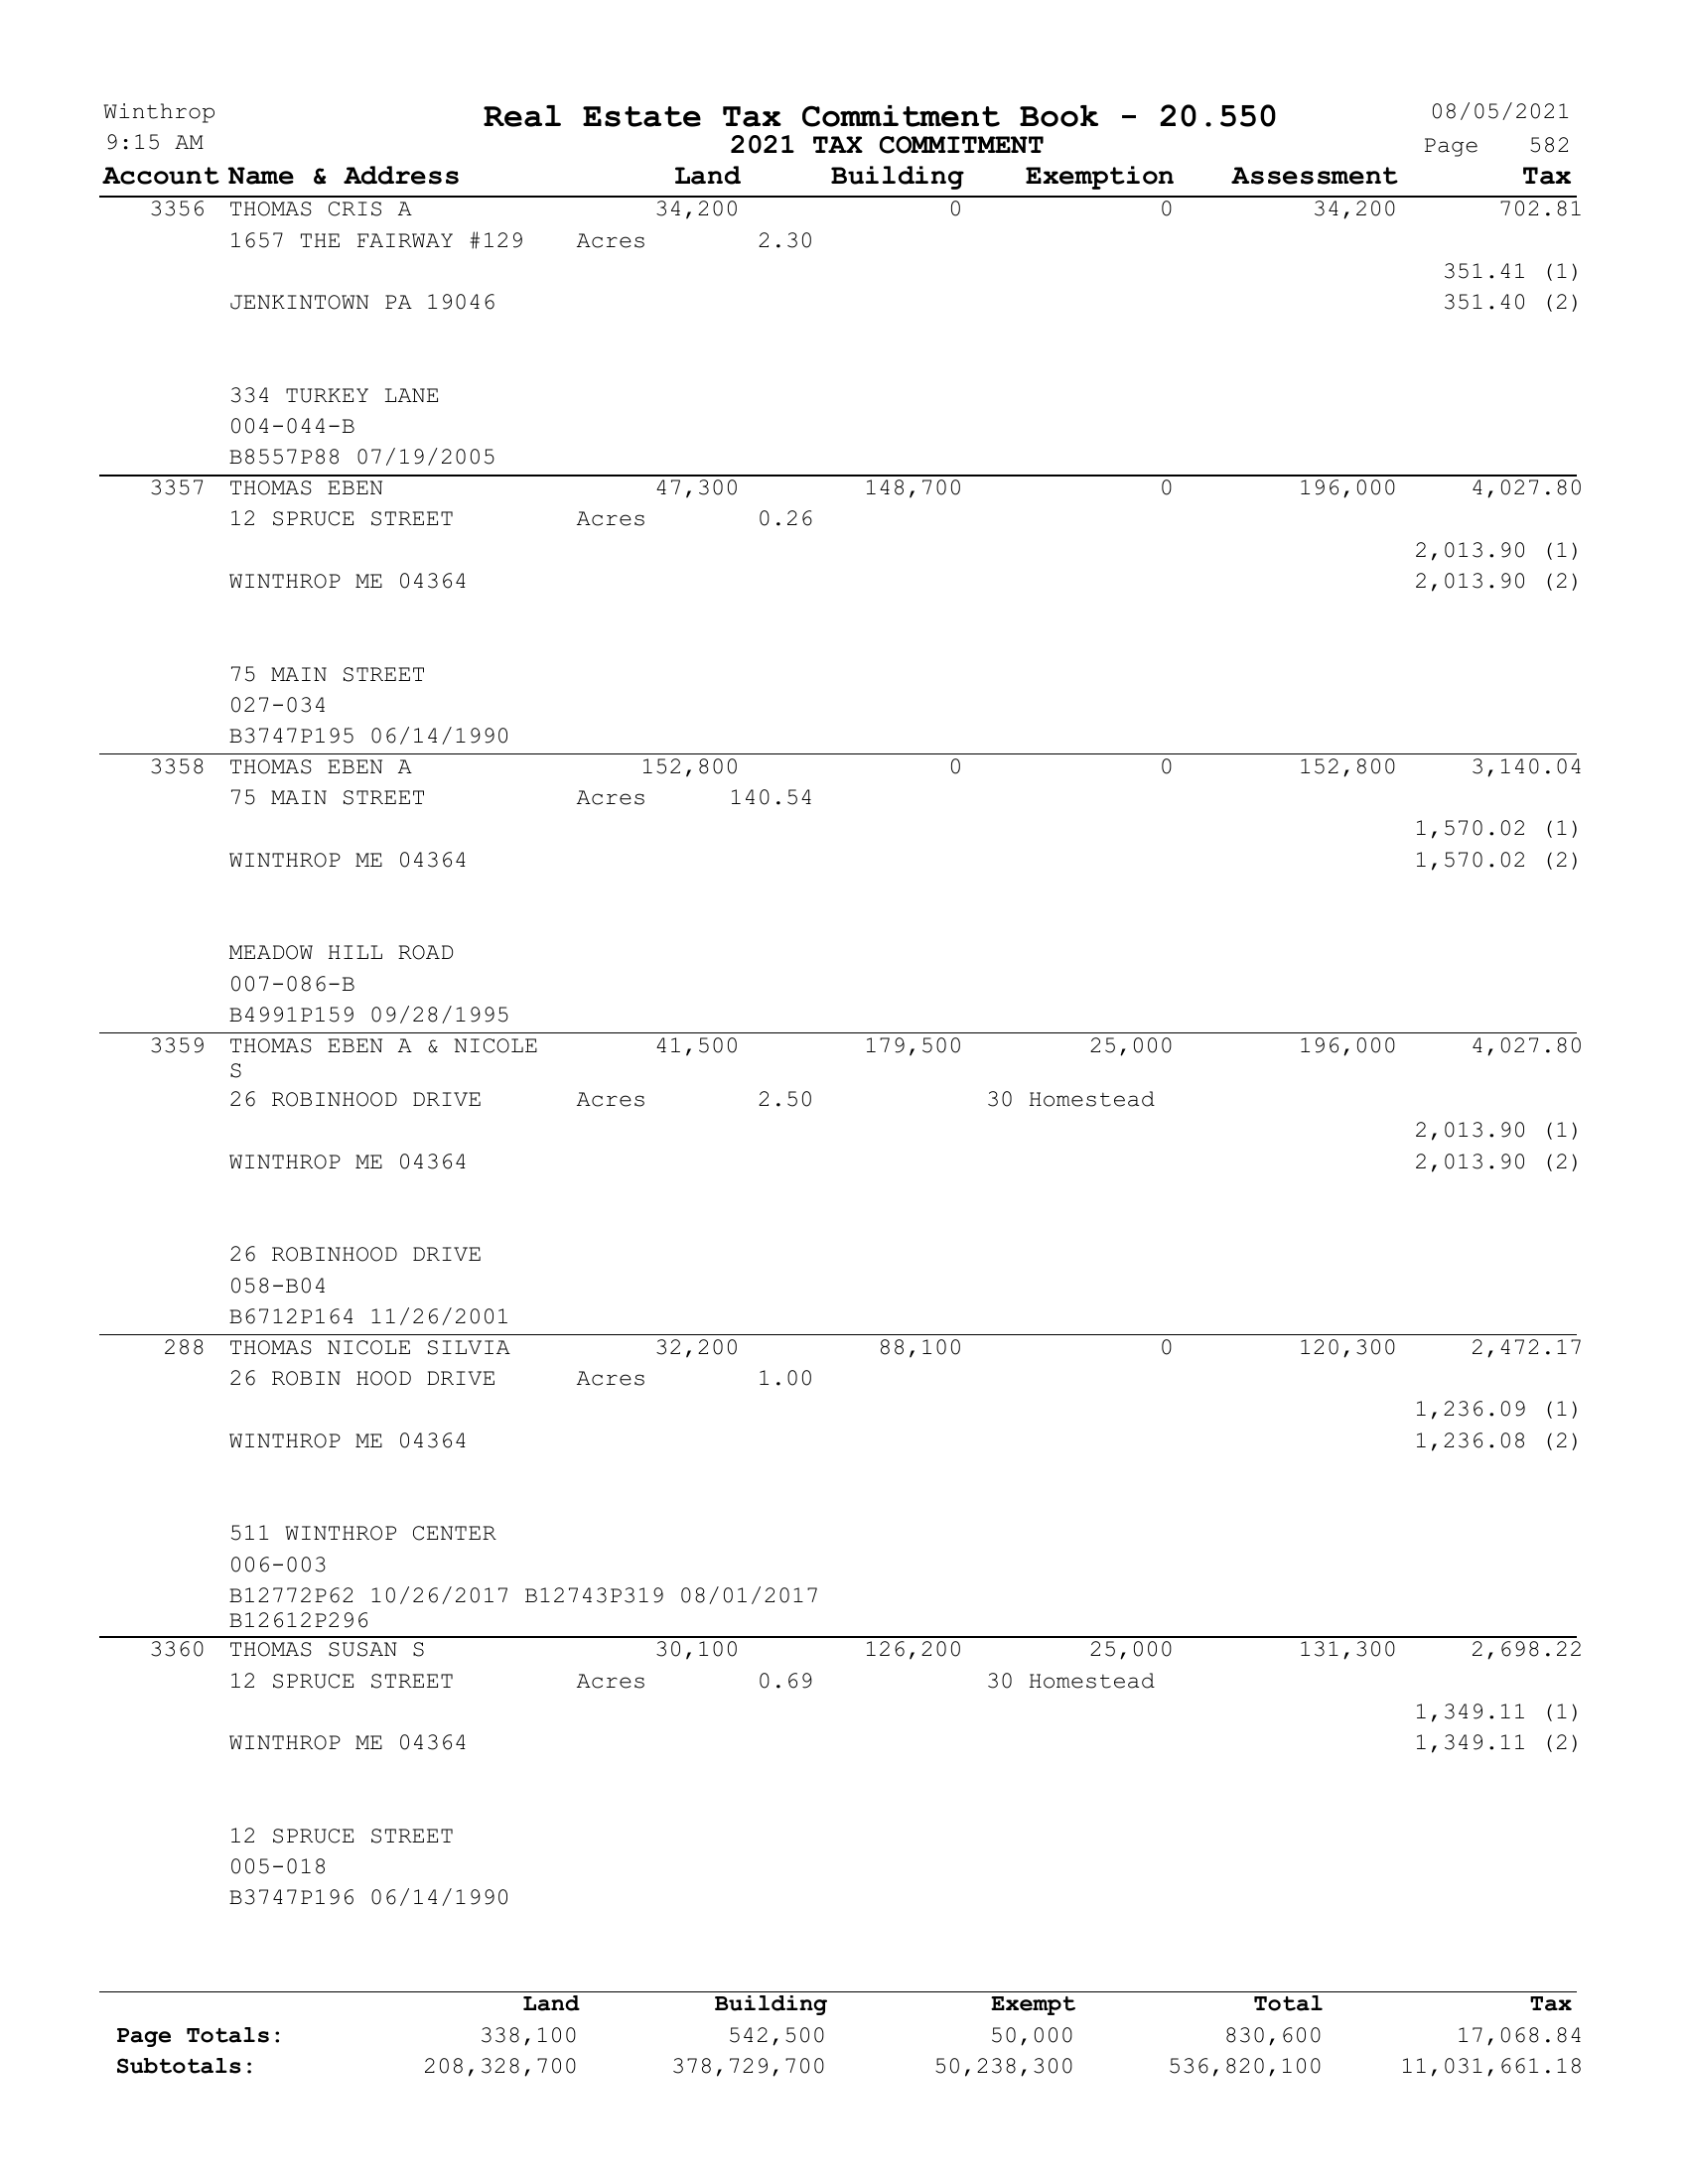 Winthrop Real Estate Tax Commitment Book - 20.550 08/05/2021
9:15 AM 2021 TAX COMMITMENT Page 582
Account Name & Address Land Building Exemption Assessment Tax
3356 THOMAS CRIS A 34,200 0 0 34,200 702.81
1657 THE FAIRWAY #129 Acres 2.30
351.41 (1)
JENKINTOWN PA 19046 351.40 (2)
334 TURKEY LANE
004-044-B
B8557P88 07/19/2005
3357 THOMAS EBEN 47,300 148,700 0 196,000 4,027.80
12 SPRUCE STREET Acres 0.26
2,013.90 (1)
WINTHROP ME 04364 2,013.90 (2)
75 MAIN STREET
027-034
B3747P195 06/14/1990
3358 THOMAS EBEN A 152,800 0 0 152,800 3,140.04
75 MAIN STREET Acres 140.54
1,570.02 (1)
WINTHROP ME 04364 1,570.02 (2)
MEADOW HILL ROAD
007-086-B
B4991P159 09/28/1995
3359 THOMAS EBEN A & NICOLE 41,500 179,500 25,000 196,000 4,027.80
S
26 ROBINHOOD DRIVE Acres 2.50 30 Homestead
2,013.90 (1)
WINTHROP ME 04364 2,013.90 (2)
26 ROBINHOOD DRIVE
058-B04
B6712P164 11/26/2001
288 THOMAS NICOLE SILVIA 32,200 88,100 0 120,300 2,472.17
26 ROBIN HOOD DRIVE Acres 1.00
1,236.09 (1)
WINTHROP ME 04364 1,236.08 (2)
511 WINTHROP CENTER
006-003
B12772P62 10/26/2017 B12743P319 08/01/2017
B12612P296
3360 THOMAS SUSAN S 30,100 126,200 25,000 131,300 2,698.22
12 SPRUCE STREET Acres 0.69 30 Homestead
1,349.11 (1)
WINTHROP ME 04364 1,349.11 (2)
12 SPRUCE STREET
005-018
B3747P196 06/14/1990
Land Building Exempt Total Tax
Page Totals: 338,100 542,500 50,000 830,600 17,068.84
Subtotals: 208,328,700 378,729,700 50,238,300 536,820,100 11,031,661.18